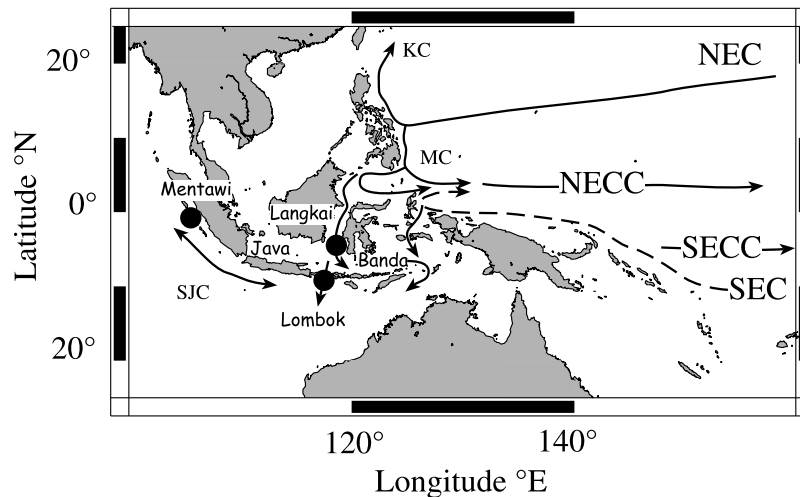 KC
NEC
20°
MC
Mentawi
NECC
0°
Langkai
Java
Banda
SECC
SJC
SEC
Lombok
20°
Latitude °N
120°
140°
Longitude °E